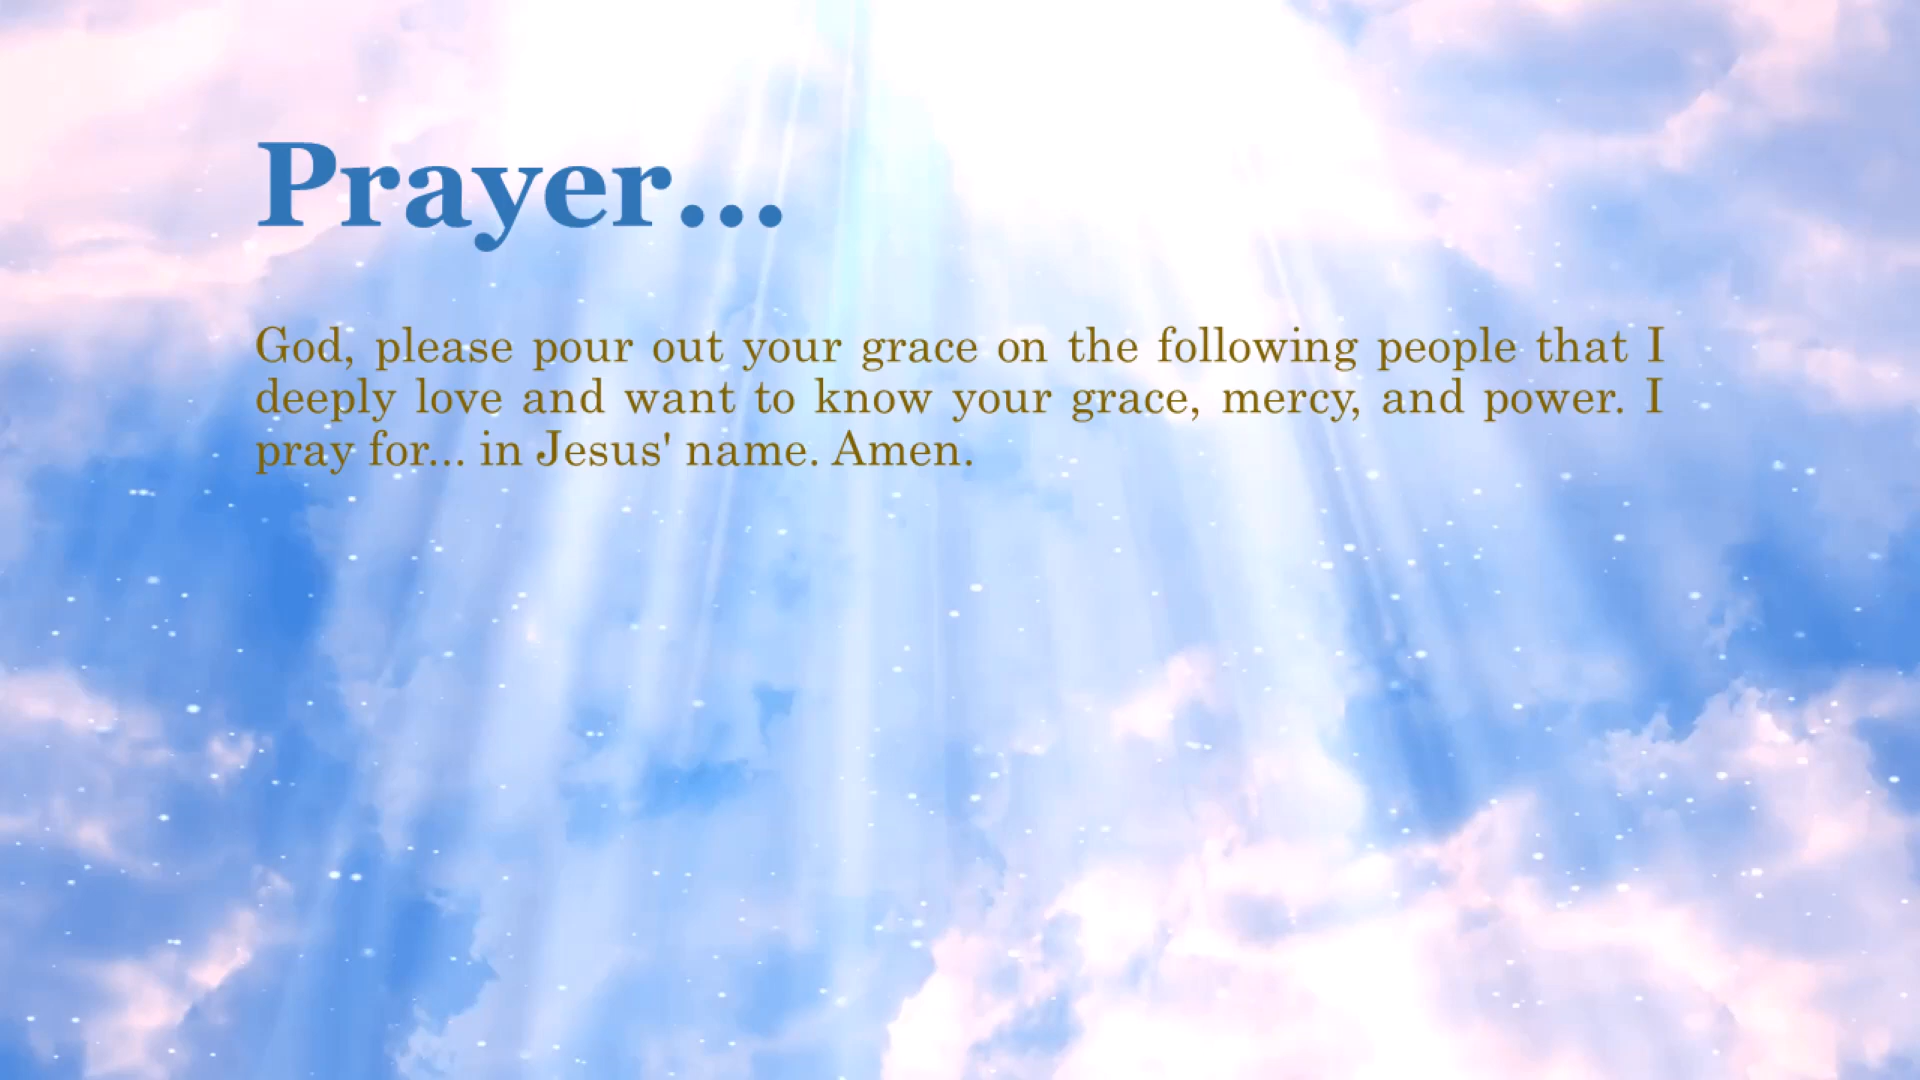 Prayer...
God, please pour out your grace on the following people that I
deeply love and want to know your grace, mercy, and power. I
pray for... in Jesus' name. Amen.